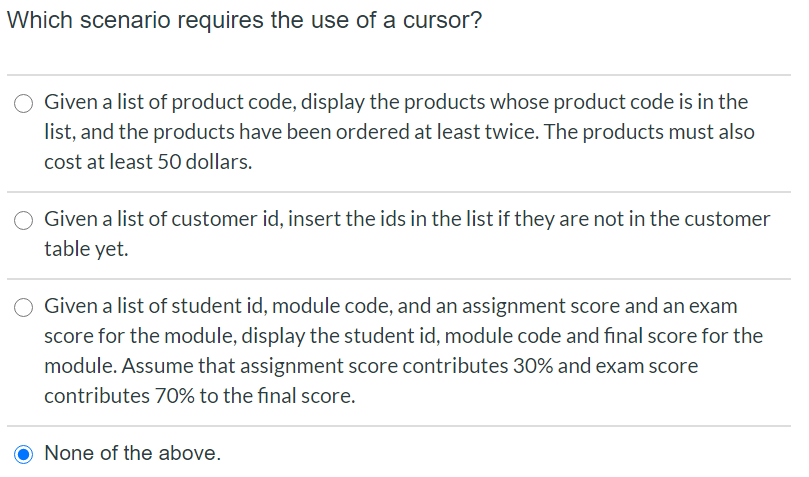 Which scenario requires the use of a cursor?
Given a list of product code, display the products whose product code is in the
list, and the products have been ordered at least twice. The products must also
cost at least 50 dollars.
Given a list of customer id, insert the ids in the list if they are not in the customer
table yet.
Given a list of student id, module code, and an assignment score and an exam
score for the module, display the student id, module code and final score for the
module. Assume that assignment score contributes 30% and exam score
contributes 70% to the final score.
None of the above.